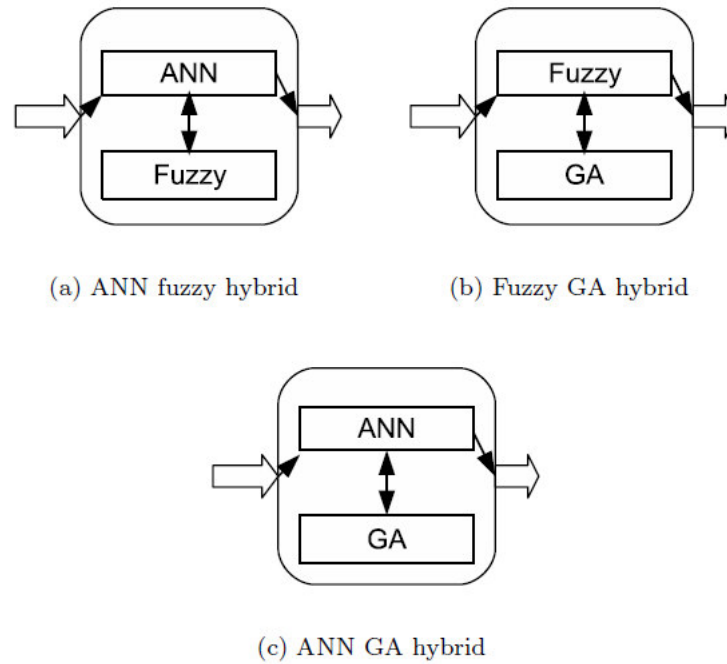 ANN
Fuzzy
(a) ANN fuzzy hybrid
Fuzzy
GA
(b) Fuzzy GA hybrid
ANN
GA
(c) ANN GA hybrid